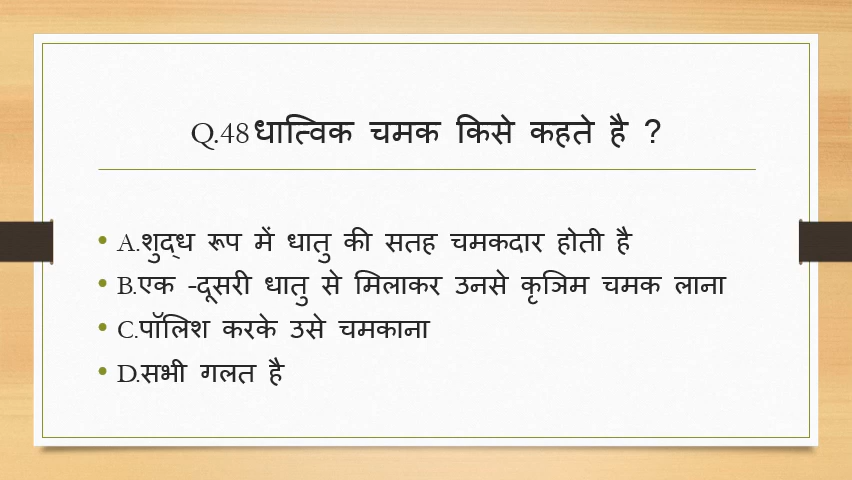 Q.48 धात्विक चमक किसे कहते है ?
• A.शुद्ध रूप में धातु की सतह चमकदार होती है
• B.एक -दूसरी धातु से मिलाकर उनसे कृञिम चमक लाना
• C.पॉलिश करके उसे चमकाना
• D.सभी गलत है